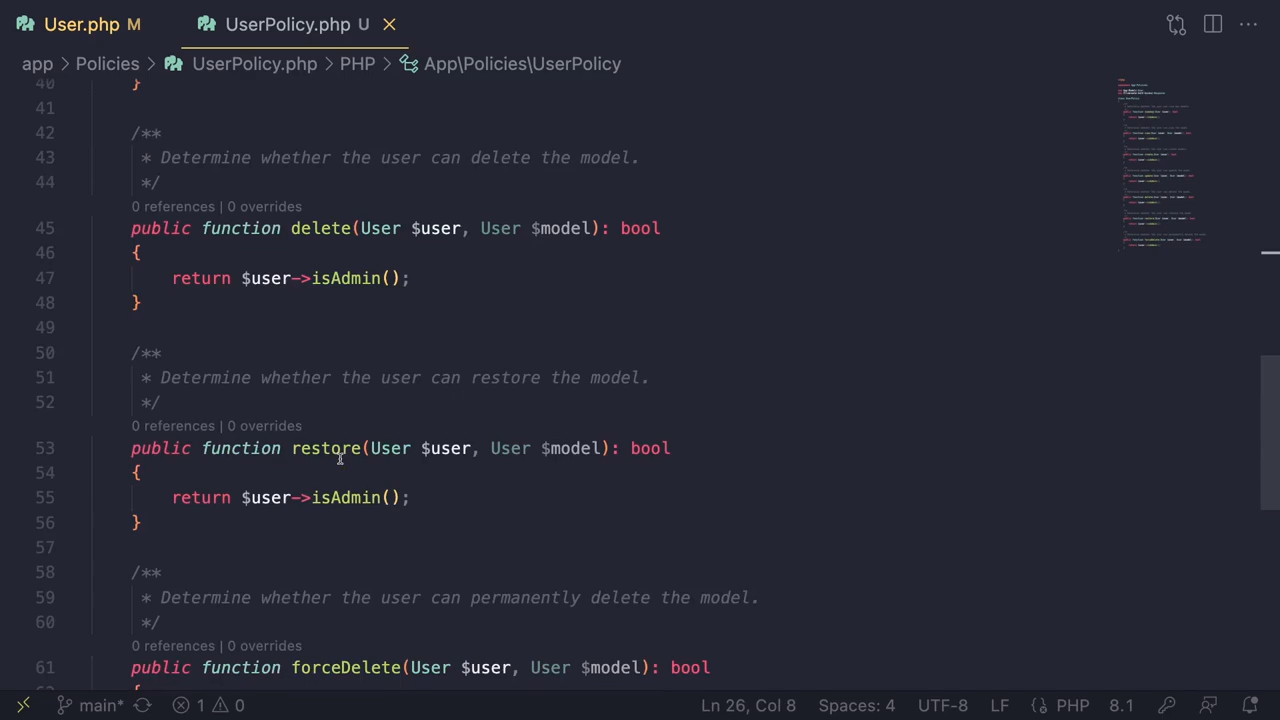 User.php M UserPolicy.php U
app > Policies > UserPolicy.php > PHP > App\Policies\UserPolicy
40 }
41
42 /**
43 * Determine whether the user can delete the model.
44 */
0 references | 0 overrides
45 public function delete(User $user, User $model): bool
46 {
47 return $user->isAdmin();
48 }
49
50 /**
51 * Determine whether the user can restore the model.
52 */
0 references | 0 overrides
53 public function restore(User $user, User $model): bool
54 {
55 return $user->isAdmin();
56 }
57
58 /**
59 * Determine whether the user can permanently delete the model.
60 */
0 references | 0 overrides
61 public function forceDelete(User $user, User $model): bool
main* 1 0 Ln 26, Col 8 Spaces: 4 UTF-8 LF {} PHP 8.1